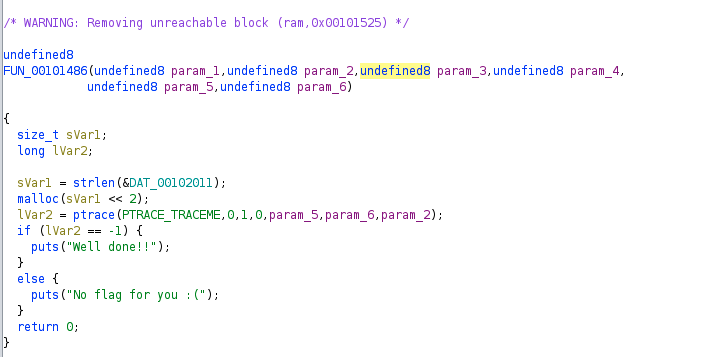 /* WARNING: Removing unreachable block (ram,0x00101525) */
undefined8
FUN_00101486(undefined8 param_1,undefined8 param_2,undefined8 param_3,undefined8 param_4,
undefined8 param_5,undefined8 param_6)
{
size_t sVar1;
long lVar2;
sVar1 = strlen(&DAT_00102011);
malloc(sVar1 << 2);
lVar2 = ptrace(PTRACE_TRACEME,0,1,0,param_5,param_6,param_2);
if (lVar2 == -1) {
puts("Well done!!");
}
else {
puts("No flag for you :(");
}
return 0;
}